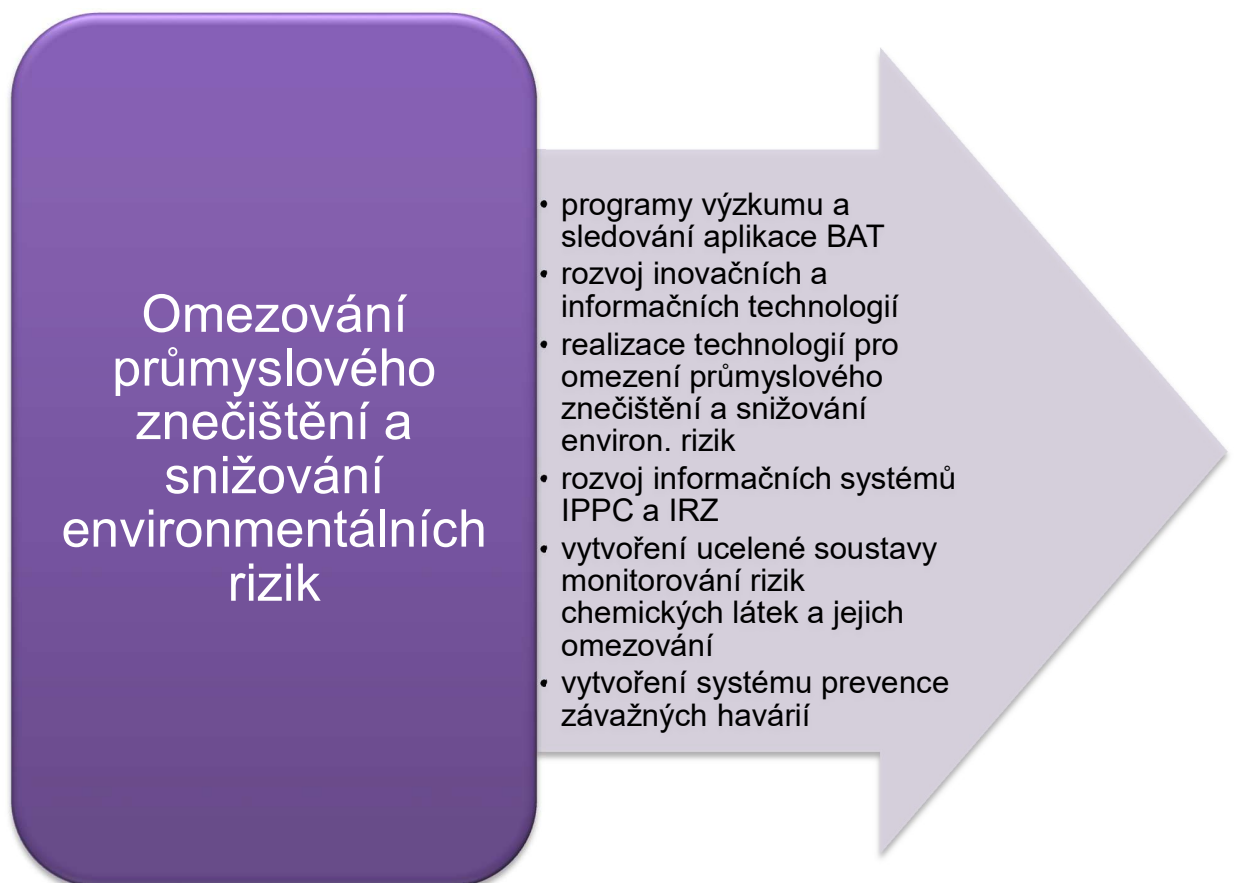 Omezování
průmyslového
znečištění a
snižování
environmentálních
rizik
• programy výzkumu a
sledování aplikace BAT
• rozvoj inovačních a
informačních technologií
• realizace technologií pro
omezení průmyslového
znečištění a snižování
environ. rizik
• rozvoj informačních systémů
IPPC a IRZ
• vytvoření ucelené soustavy
monitorování rizik
chemických látek a jejich
omezování
• vytvoření systému prevence
závažných havárií